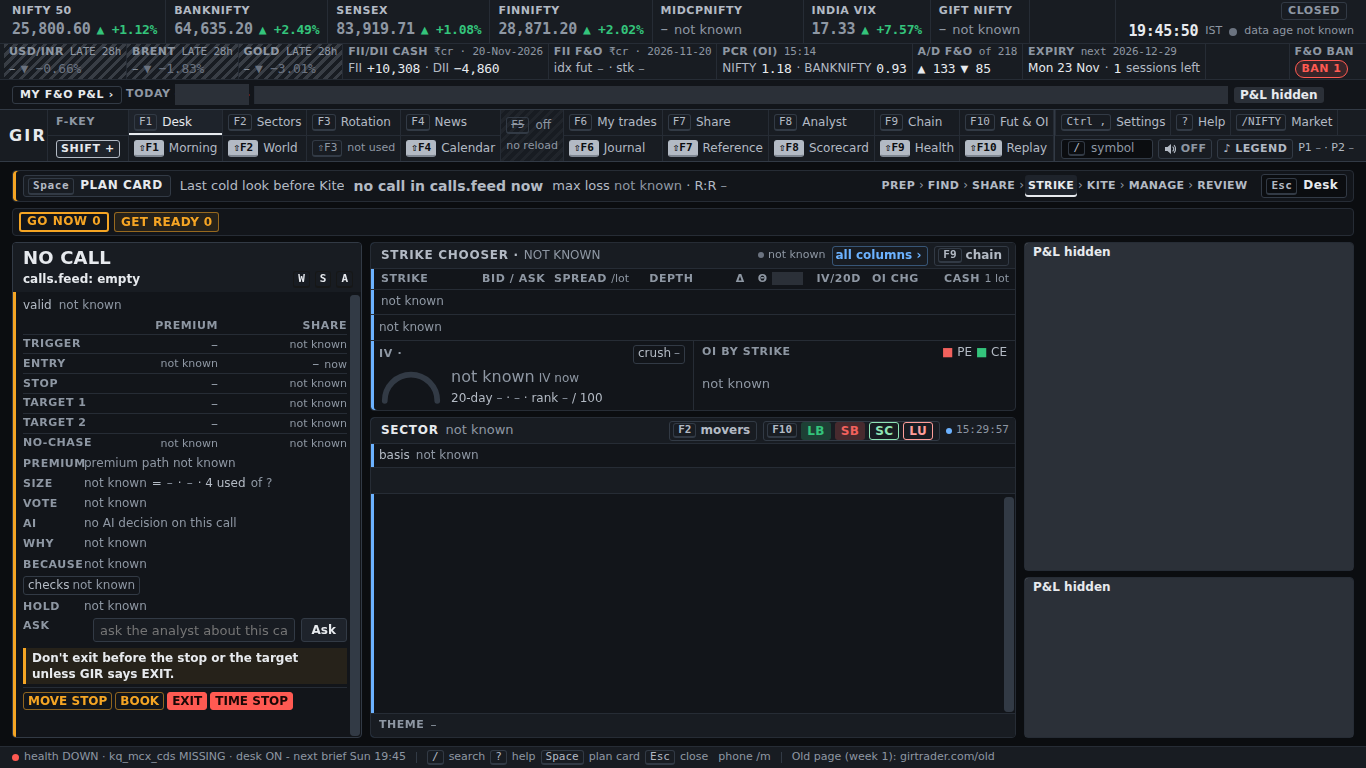 NIFTY 50 BANKNIFTY SENSEX FINNIFTY MIDCPNIFTY INDIA VIX GIFT NIFTY CLOSED
25,800.60 ▲ +1.12% 64,635.20 ▲ +2.49% 83,919.71 ▲ +1.08% 28,871.20 ▲ +2.02% – not known 17.33 ▲ +7.57% – not known 19:45:50 IST ● data age not known
USD/INR LATE 28h BRENT LATE 28h GOLD LATE 28h FII/DII CASH ₹cr · 20-Nov-2026 FII F&O ₹cr · 2026-11-20 PCR (OI) 15:14 A/D F&O of 218 EXPIRY next 2026-12-29 F&O BAN
– ▼ −0.66% – ▼ −1.83% – ▼ −3.01% FII +10,308 · DII −4,860 idx fut – · stk – NIFTY 1.18 · BANKNIFTY 0.93 ▲ 133 ▼ 85 Mon 23 Nov · 1 sessions left BAN 1
MY F&O P&L › TODAY P&L hidden
GIR F-KEY F1 Desk F2 Sectors F3 Rotation F4 News F5 off F6 My trades F7 Share F8 Analyst F9 Chain F10 Fut & OI Ctrl , Settings ? Help /NIFTY Market
SHIFT + ⇧F1 Morning ⇧F2 World ⇧F3 not used ⇧F4 Calendar no reload ⇧F6 Journal ⇧F7 Reference ⇧F8 Scorecard ⇧F9 Health ⇧F10 Replay / symbol OFF ♪ LEGEND P1 – · P2 –
Space PLAN CARD Last cold look before Kite no call in calls.feed now max loss not known · R:R – PREP › FIND › SHARE › STRIKE › KITE › MANAGE › REVIEW Esc Desk
GO NOW 0 GET READY 0
NO CALL
calls.feed: empty W S A
valid not known
PREMIUM SHARE
TRIGGER – not known
ENTRY not known – now
STOP – not known
TARGET 1 – not known
TARGET 2 – not known
NO-CHASE not known not known
PREMIUM premium path not known
SIZE not known = – · – · 4 used of ?
VOTE not known
AI no AI decision on this call
WHY not known
BECAUSE not known
checks not known
HOLD not known
ASK ask the analyst about this ca Ask
Don't exit before the stop or the target
unless GIR says EXIT.
MOVE STOP BOOK EXIT TIME STOP
STRIKE CHOOSER · NOT KNOWN ● not known all columns › F9 chain
STRIKE BID / ASK SPREAD /lot DEPTH Δ Θ IV/20D OI CHG CASH 1 lot
not known
not known
IV · crush –
not known IV now
20-day – · – · rank – / 100
OI BY STRIKE ■ PE ■ CE
not known
SECTOR not known F2 movers F10 LB SB SC LU ● 15:29:57
basis not known
THEME –
P&L hidden
P&L hidden
● health DOWN · kq_mcx_cds MISSING · desk ON - next brief Sun 19:45 | / search ? help Space plan card Esc close phone /m | Old page (week 1): girtrader.com/old